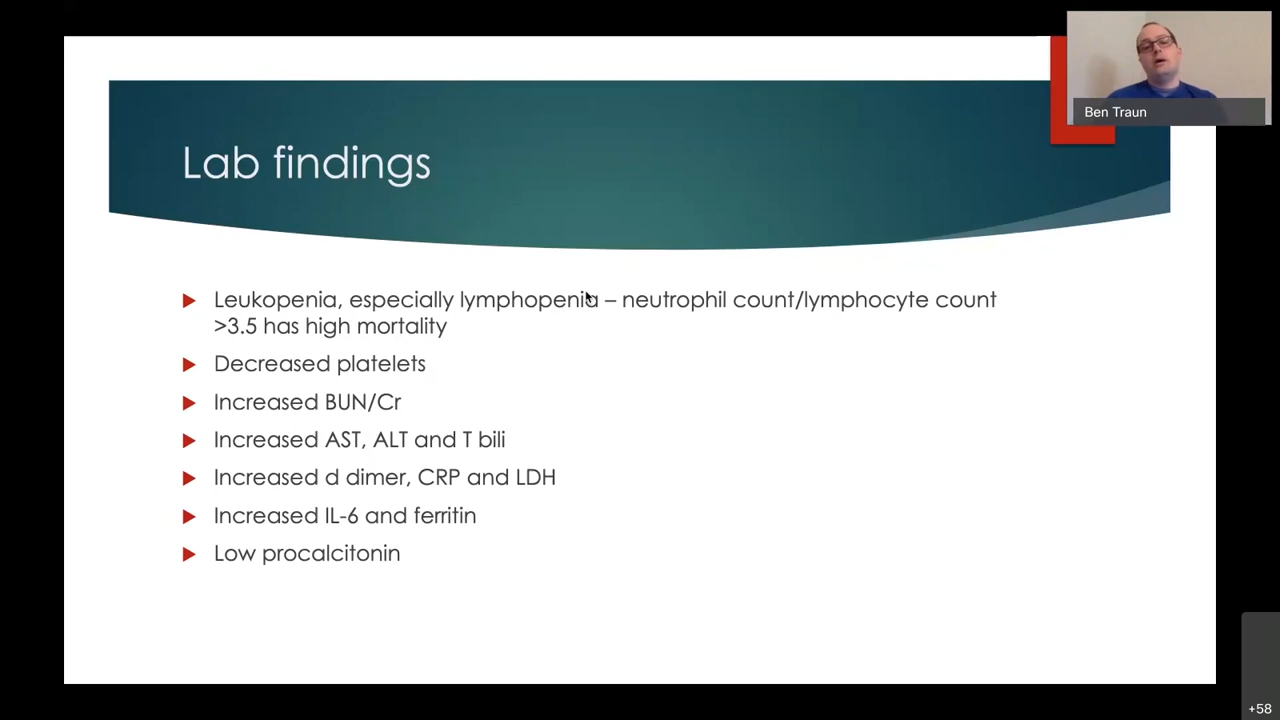 Ben Traun
Lab findings
Leukopenia, especially lymphopenia – neutrophil count/lymphocyte count
>3.5 has high mortality
Decreased platelets
Increased BUN/Cr
Increased AST, ALT and T bili
Increased d dimer, CRP and LDH
Increased IL-6 and ferritin
Low procalcitonin
+58